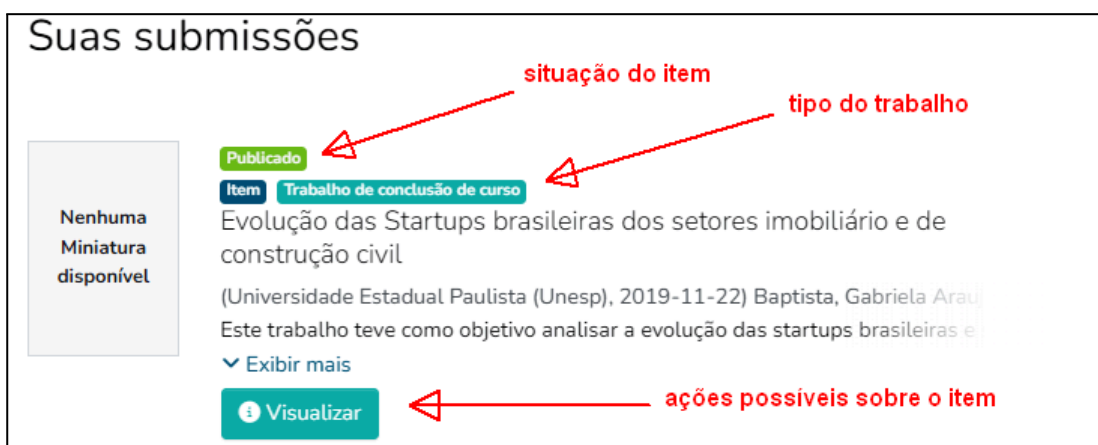 Suas submissões
situação do item
tipo do trabalho
Publicado
Item Trabalho de conclusão de curso
Nenhuma
Miniatura
disponível
Evolução das Startups brasileiras dos setores imobiliário e de
construção civil
(Universidade Estadual Paulista (Unesp), 2019-11-22) Baptista, Gabriela
Este trabalho teve como objetivo analisar a evolução das startups brasileiras e
Exibir mais
Visualizar
ações possíveis sobre o item